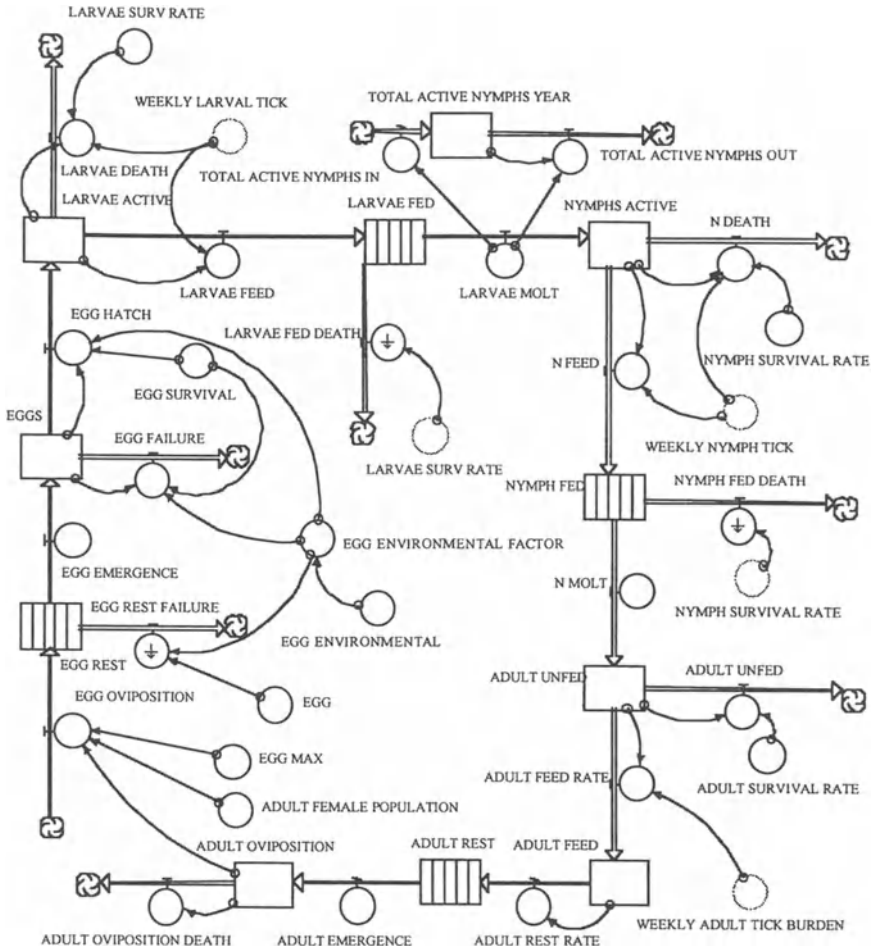 LARVAE SURV RATE
WEEKLY LARVAL TICK
TOTAL ACTIVE NYMPHS YEAR
LARVAE DEATH
TOTAL ACTIVE NYMPHS IN
TOTAL ACTIVE NYMPHS OUT
LARVAE ACTIVE
LARVAE FED
NYMPHS ACTIVE
N DEATH
LARVAE FEED
LARVAE MOLT
EGG HATCH
LARVAE FED DEATH
N FEED
NYMPH SURVIVAL RATE
EGG SURVIVAL
EGGS
EGG FAILURE
LARVAE SURV RATE
WEEKLY NYMPH TICK
NYMPH FED
NYMPH FED DEATH
EGG ENVIRONMENTAL FACTOR
EGG EMERGENCE
N MOLT
EGG REST FAILURE
NYMPH SURVIVAL RATE
EGG ENVIRONMENTAL
EGG REST
ADULT UNFED
ADULT UNFED
EGG OVIPOSITION
EGG
EGG MAX
ADULT FEED RATE
ADULT SURVIVAL RATE
ADULT FEMALE POPULATION
ADULT OVIPOSITION
ADULT REST
ADULT FEED
ADULT OVIPOSITION DEATH
ADULT EMERGENCE
ADULT REST RATE
WEEKLY ADULT TICK BURDEN